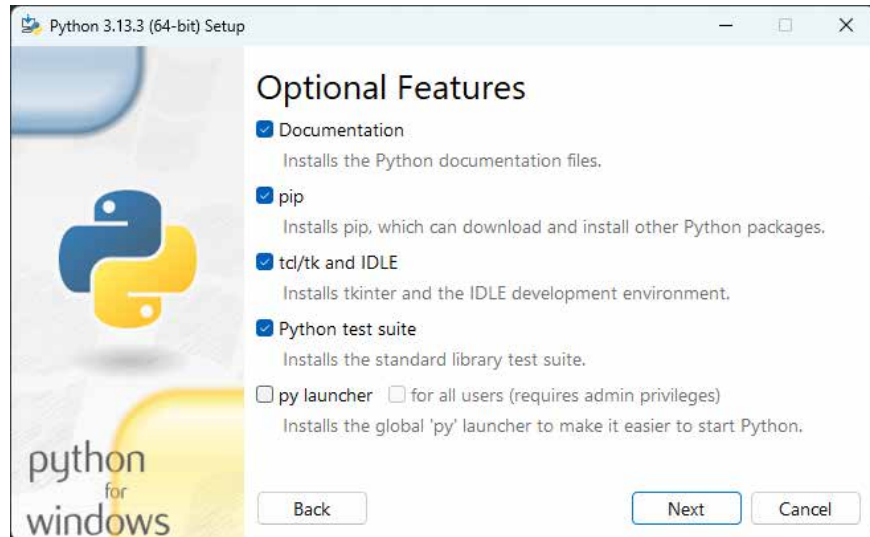 Python 3.13.3 (64-bit) Setup
Optional Features
Documentation
Installs the Python documentation files.
pip
Installs pip, which can download and install other Python packages.
tcl/tk and IDLE
Installs tkinter and the IDLE development environment.
Python test suite
Installs the standard library test suite.
py launcher for all users (requires admin privileges)
Installs the global 'py' launcher to make it easier to start Python.
python
for
windows
Back Next Cancel